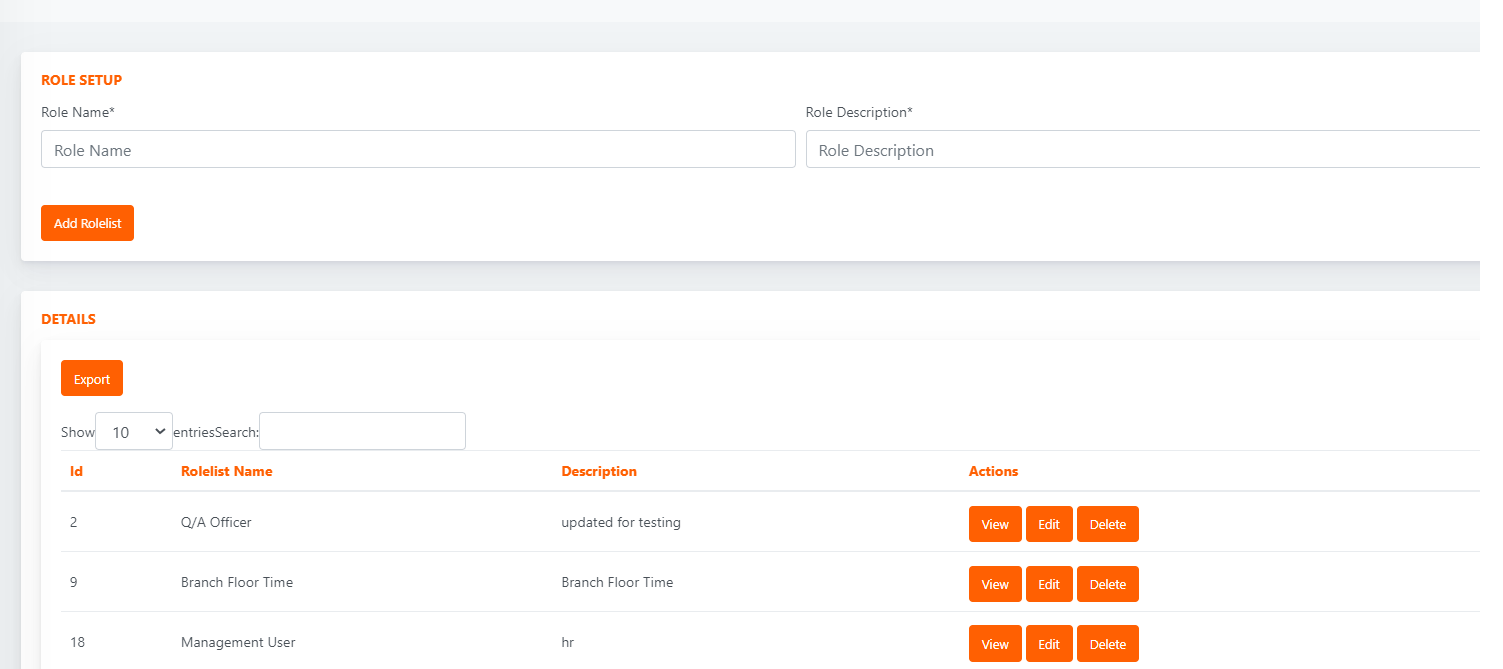 ROLE SETUP
Role Name* Role Description*
Role Name Role Description
Add Rolelist
DETAILS
Export
Show 10 entriesSearch:
Id Rolelist Name Description Actions
2 Q/A Officer updated for testing View Edit Delete
9 Branch Floor Time Branch Floor Time View Edit Delete
18 Management User hr View Edit Delete